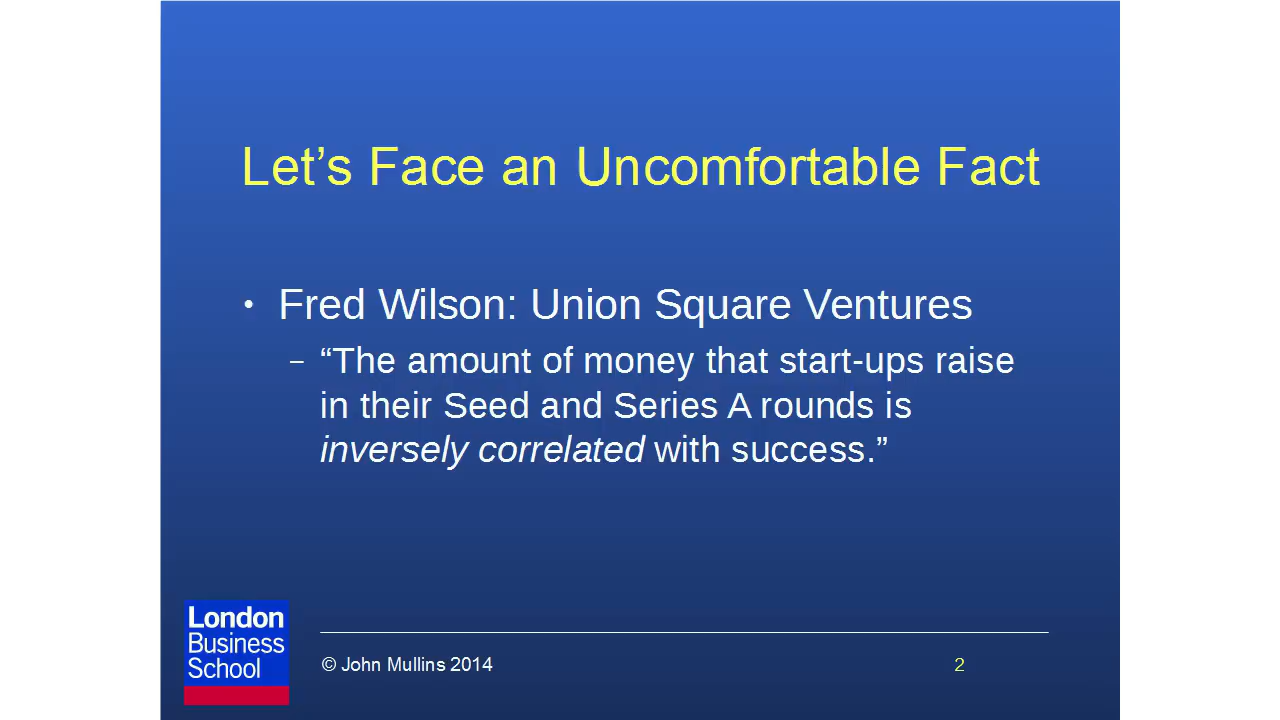 Let’s Face an Uncomfortable Fact
• Fred Wilson: Union Square Ventures
– “The amount of money that start-ups raise
in their Seed and Series A rounds is
inversely correlated with success.”
London
Business
School
© John Mullins 2014
2